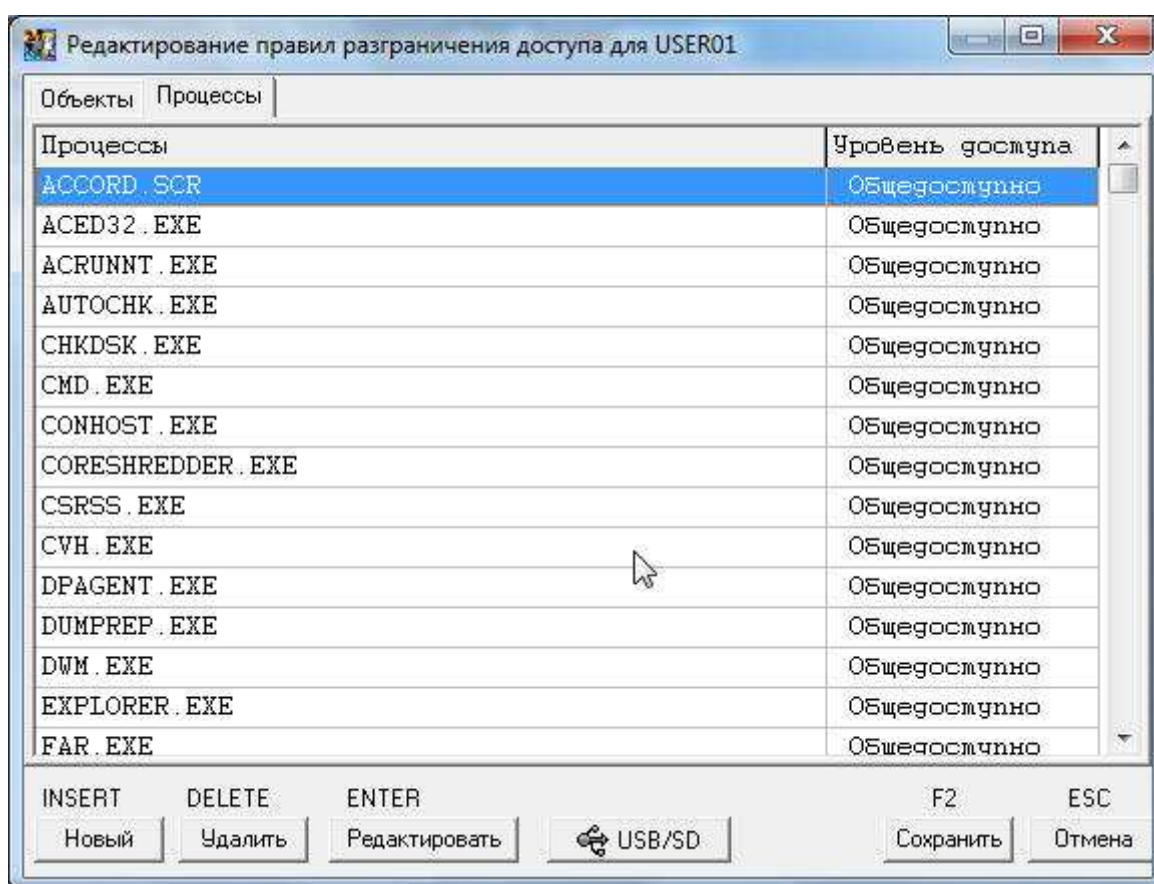 Редактирование правил разграничения доступа для USER01
Объекты Процессы
Процессы Уровень доступа
ACCORD.SCR Общедоступно
ACED32.EXE Общедоступно
ACRUNNT.EXE Общедоступно
AUTOCHK.EXE Общедоступно
CHKDSK.EXE Общедоступно
CMD.EXE Общедоступно
CONHOST.EXE Общедоступно
CORESHREDDER.EXE Общедоступно
CSRSS.EXE Общедоступно
CVH.EXE Общедоступно
DPAGENT.EXE Общедоступно
DUMPREP.EXE Общедоступно
DWM.EXE Общедоступно
EXPLORER.EXE Общедоступно
FAR.EXE Общедоступно
INSERT DELETE ENTER F2 ESC
Новый Удалить Редактировать USB/SD Сохранить Отмена